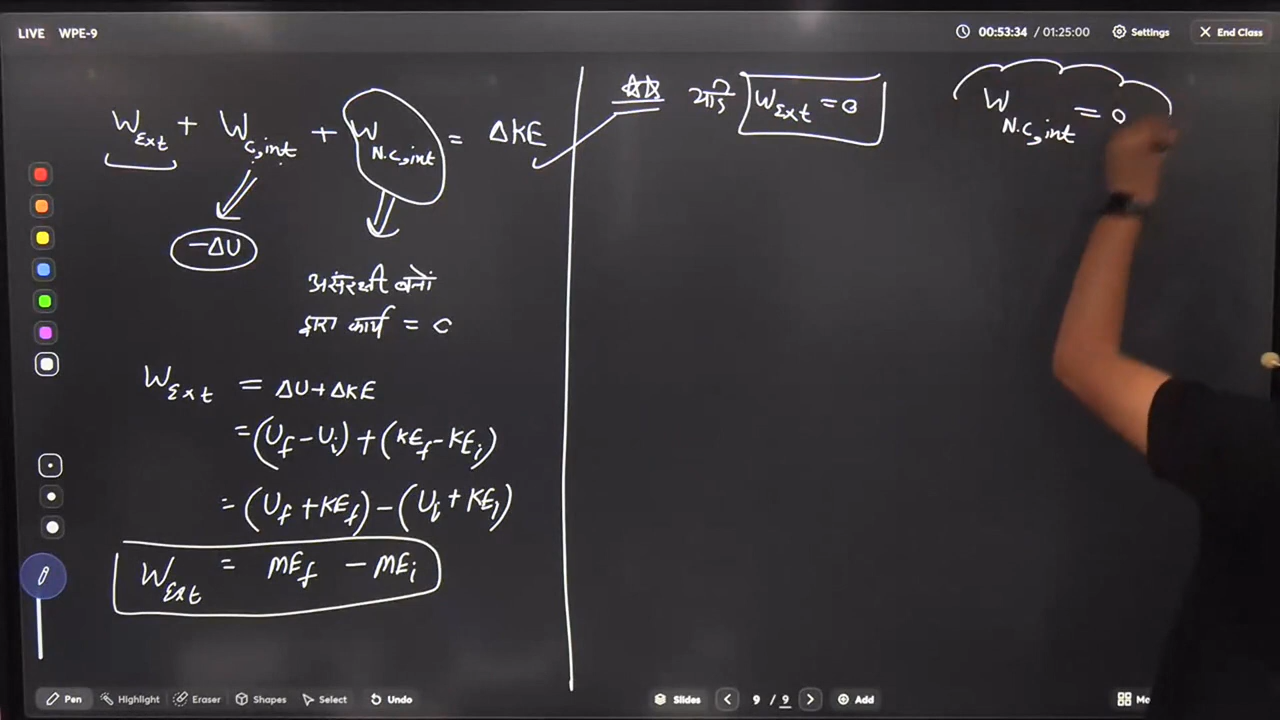 LIVE WPE-9
00:53:34 / 01:25:00 Settings End Class
W_Ext + W_c,int + W_N.C,int = ΔKE
-ΔU
असंरक्षी बलों
द्वारा कार्य = 0
W_Ext = ΔU + ΔKE
= (U_f - U_i) + (KE_f - KE_i)
= (U_f + KE_f) - (U_i + KE_i)
W_Ext = ME_f - ME_i
यदि W_Ext = 0 W_N.C,int = 0
Pen Highlight Eraser Shapes Select Undo Slides 9 / 9 Add